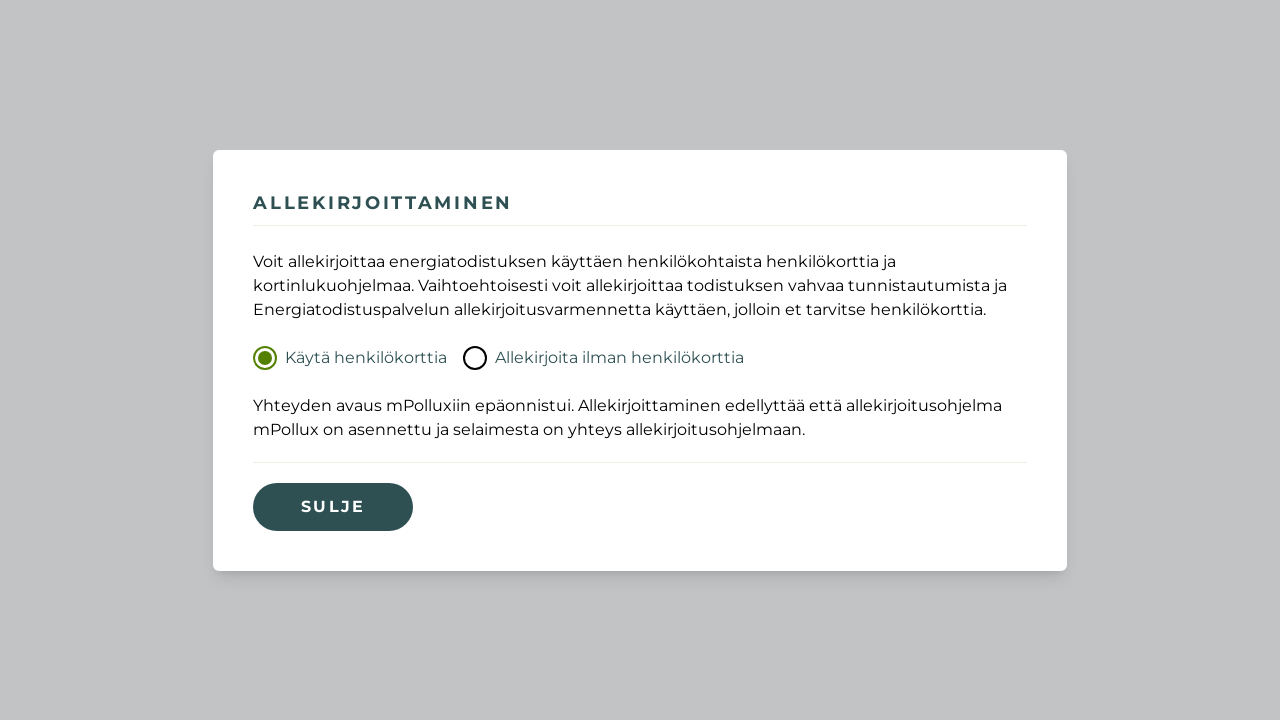 ALLEKIRJOITTAMINEN
Voit allekirjoittaa energiatodistuksen käyttäen henkilökohtaista henkilökorttia ja
kortinlukuohjelmaa. Vaihtoehtoisesti voit allekirjoittaa todistuksen vahvaa tunnistautumista ja
Energiatodistuspalvelun allekirjoitusvarmennetta käyttäen, jolloin et tarvitse henkilökorttia.
Käytä henkilökorttia Allekirjoita ilman henkilökorttia
Yhteyden avaus mPolluxiin epäonnistui. Allekirjoittaminen edellyttää että allekirjoitusohjelma
mPollux on asennettu ja selaimesta on yhteys allekirjoitusohjelmaan.
SULJE